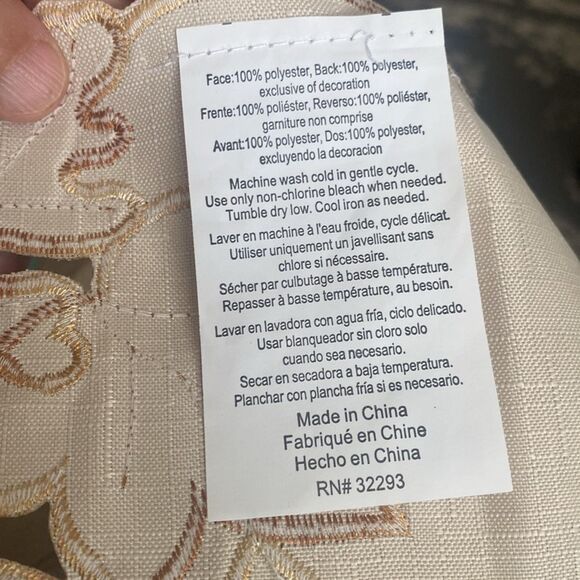 Face:100% polyester, Back:100% polyester,
exclusive of decoration
Frente:100% poliéster, Reverso:100% poliéster,
garniture non comprise
Avant:100% polyester, Dos:100% polyester,
excluyendo la decoracion
Machine wash cold in gentle cycle.
Use only non-chlorine bleach when needed.
Tumble dry low. Cool iron as needed.
Laver en machine à l'eau froide, cycle délicat.
Utiliser uniquement un javellisant sans
chlore si nécessaire.
Sécher par culbutage à basse température.
Repasser à basse température, au besoin.
Lavar en lavadora con agua fría, ciclo delicado.
Usar blanqueador sin cloro solo
cuando sea necesario.
Secar en secadora a baja temperatura.
Planchar con plancha fría si es necesario.
Made in China
Fabriqué en Chine
Hecho en China
RN# 32293